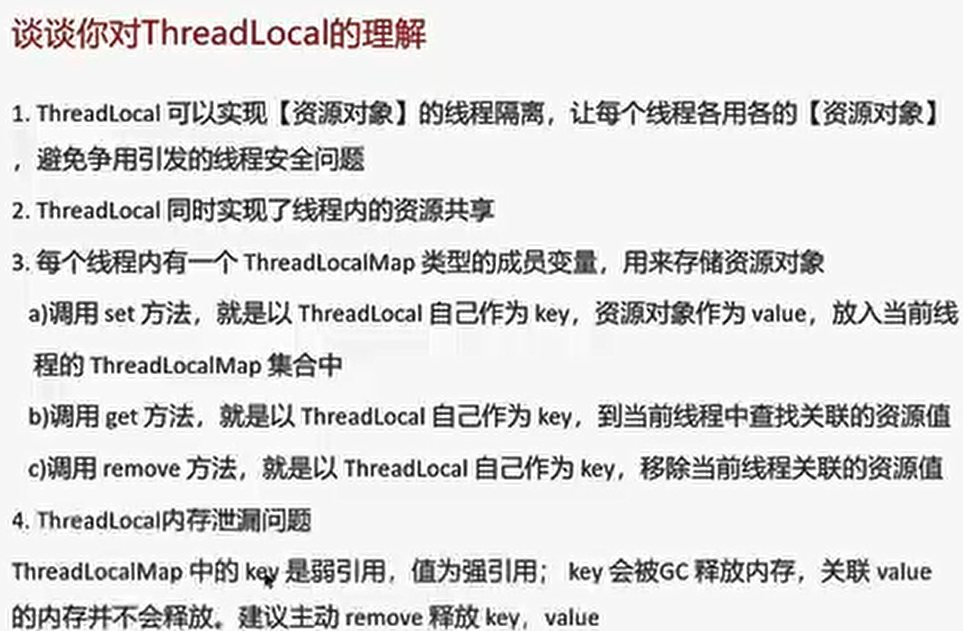 谈谈你对ThreadLocal的理解
1. ThreadLocal 可以实现【资源对象】的线程隔离，让每个线程各用各的【资源对象】
，避免争用引发的线程安全问题
2. ThreadLocal 同时实现了线程内的资源共享
3. 每个线程内有一个 ThreadLocalMap 类型的成员变量，用来存储资源对象
a)调用 set 方法，就是以 ThreadLocal 自己作为 key，资源对象作为 value，放入当前线
程的 ThreadLocalMap 集合中
b)调用 get 方法，就是以 ThreadLocal 自己作为 key，到当前线程中查找关联的资源值
c)调用 remove 方法，就是以 ThreadLocal 自己作为 key，移除当前线程关联的资源值
4. ThreadLocal内存泄漏问题
ThreadLocalMap 中的 key 是弱引用，值为强引用； key 会被GC 释放内存，关联 value
的内存并不会释放。建议主动 remove 释放 key，value